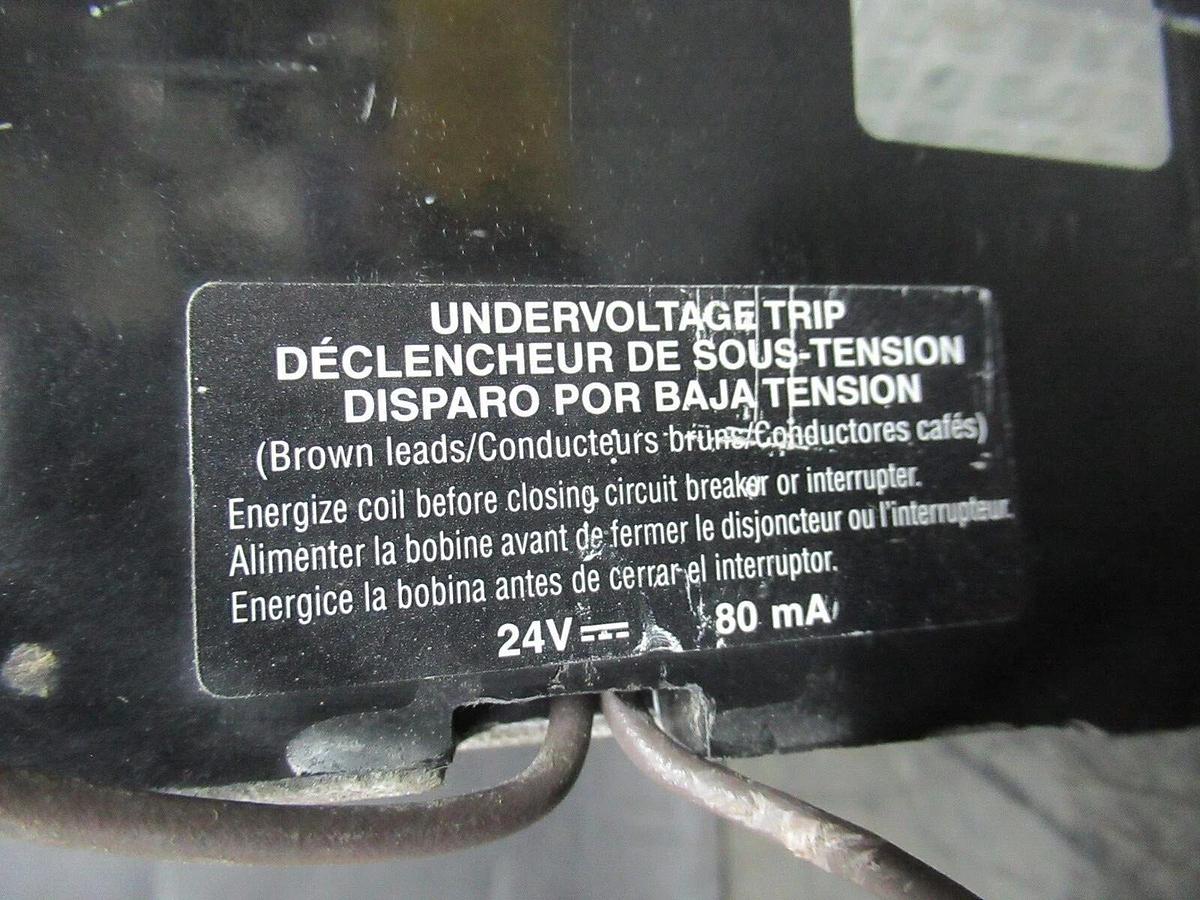 UNDERVOLTAGE TRIP
DÉCLENCHEUR DE SOUS-TENSION
DISPARO POR BAJA TENSION
(Brown leads/Conducteurs bruns/Conductores cafés)
Energize coil before closing circuit breaker or interrupter.
Alimenter la bobine avant de fermer le disjoncteur ou l'interrupteur.
Energice la bobina antes de cerrar el interruptor.
24V⎓ 80 mA